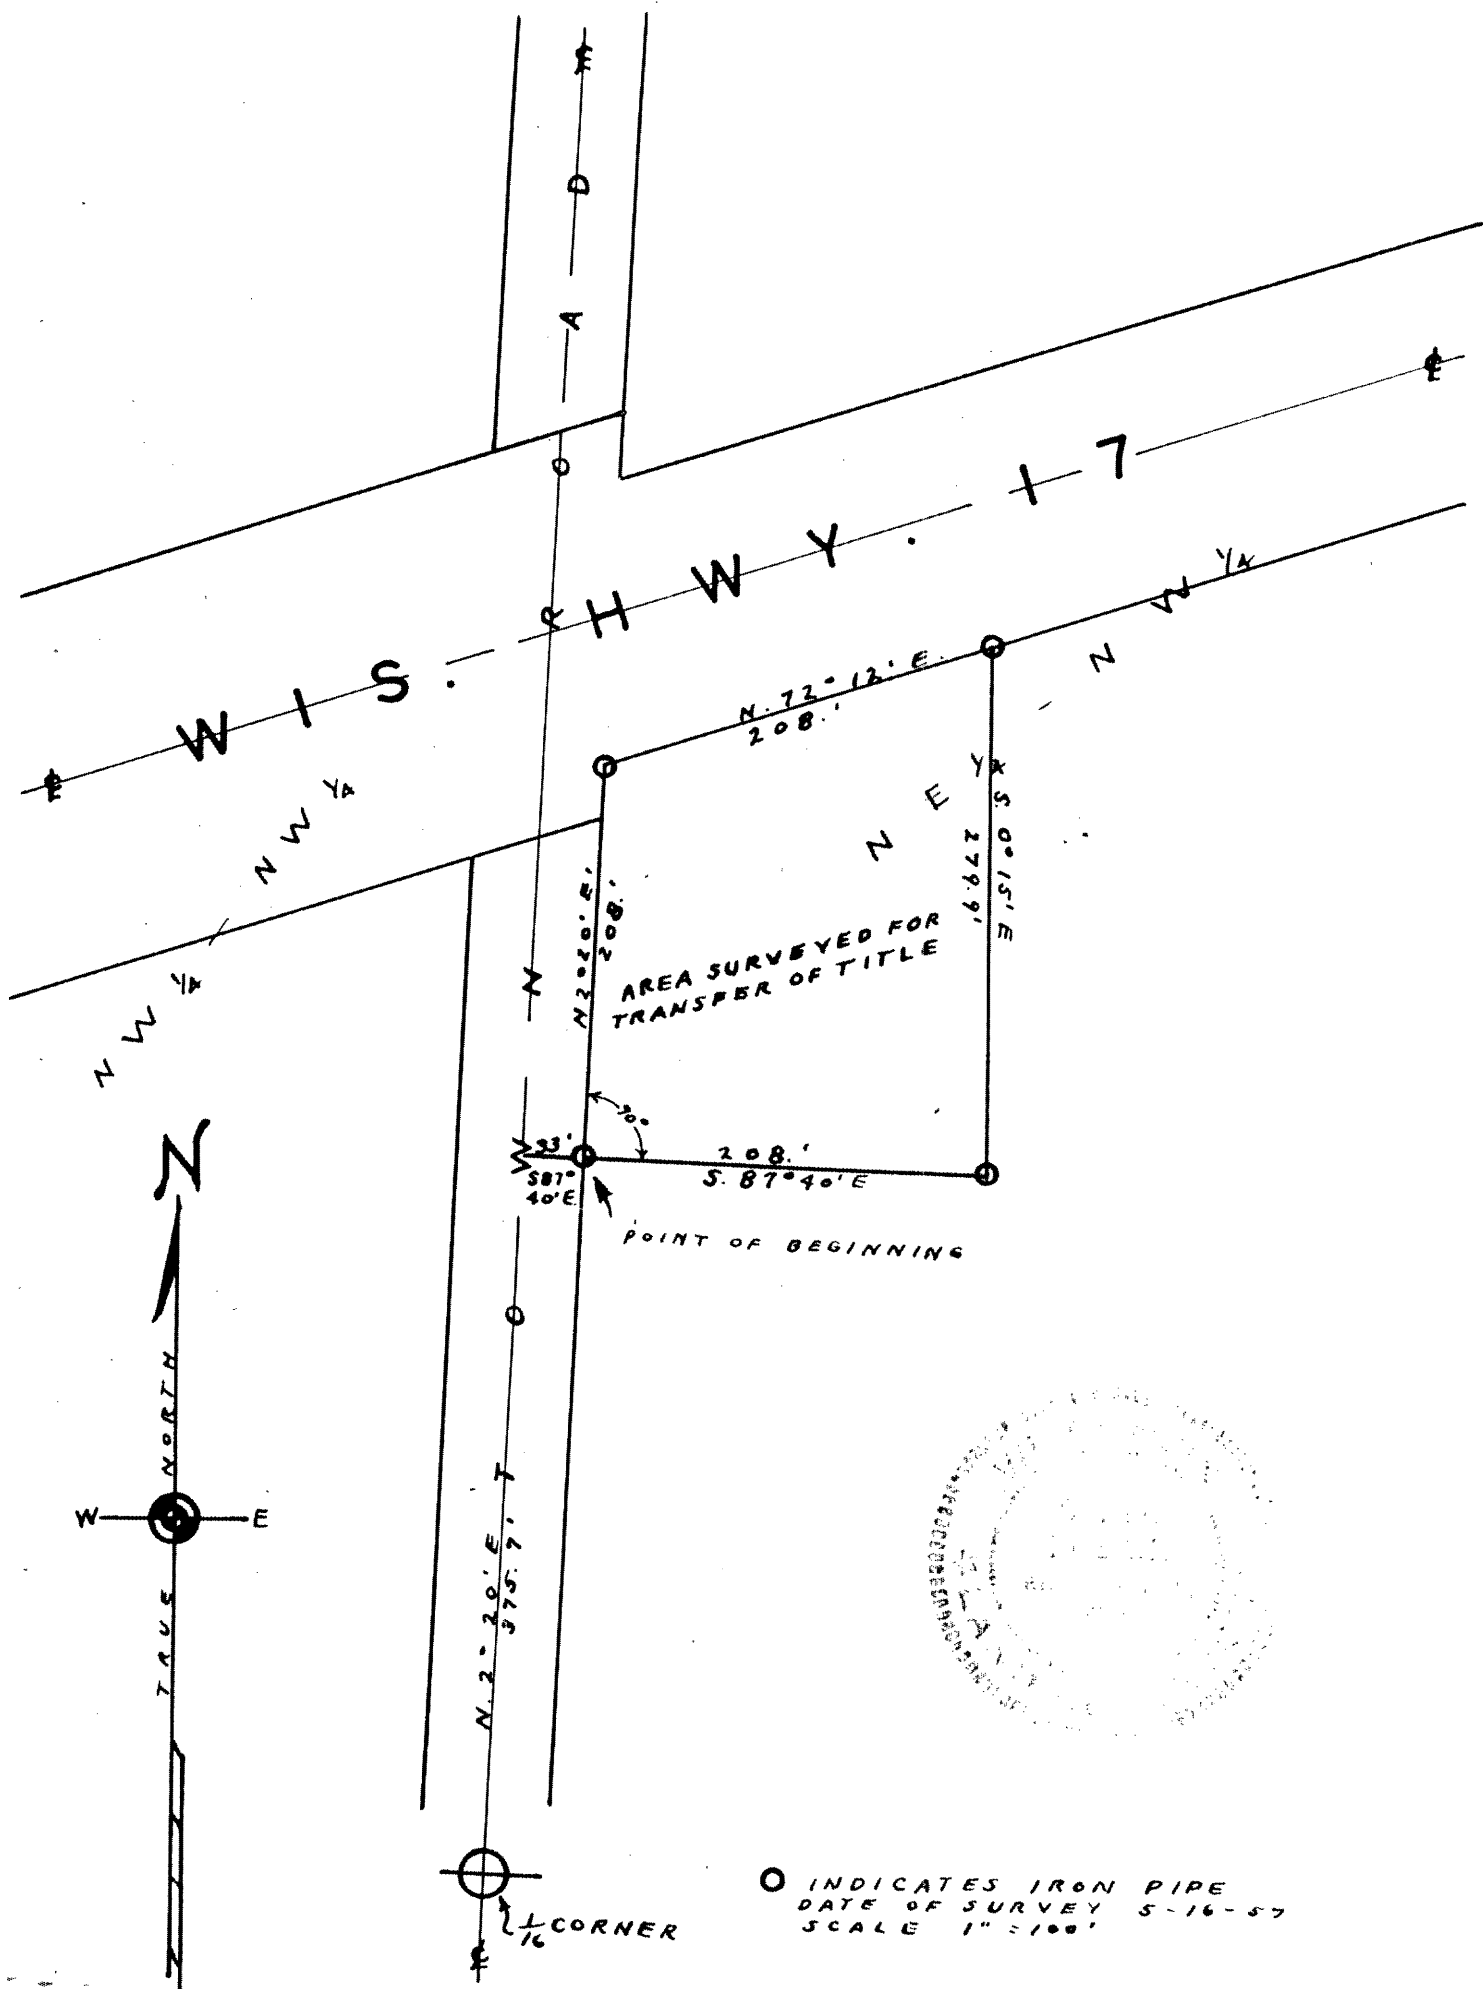 TOWN ROAD
℄
WIS. HWY. 17
℄
℄
N. 72° 12' E.
208.'
NW ¼
NW ¼
NE ¼
NW ¼
S. 0° 15' E
279.9'
N 2° 20' E.
208.'
AREA SURVEYED FOR
TRANSFER OF TITLE
90°
33'
S87°
40' E.
208.'
S. 87° 40' E
POINT OF BEGINNING
N
TRUE NORTH
W
E
N. 2° 20' E
375.7'
1/16 CORNER
℄
O INDICATES IRON PIPE
DATE OF SURVEY 5-16-57
SCALE 1" = 100'